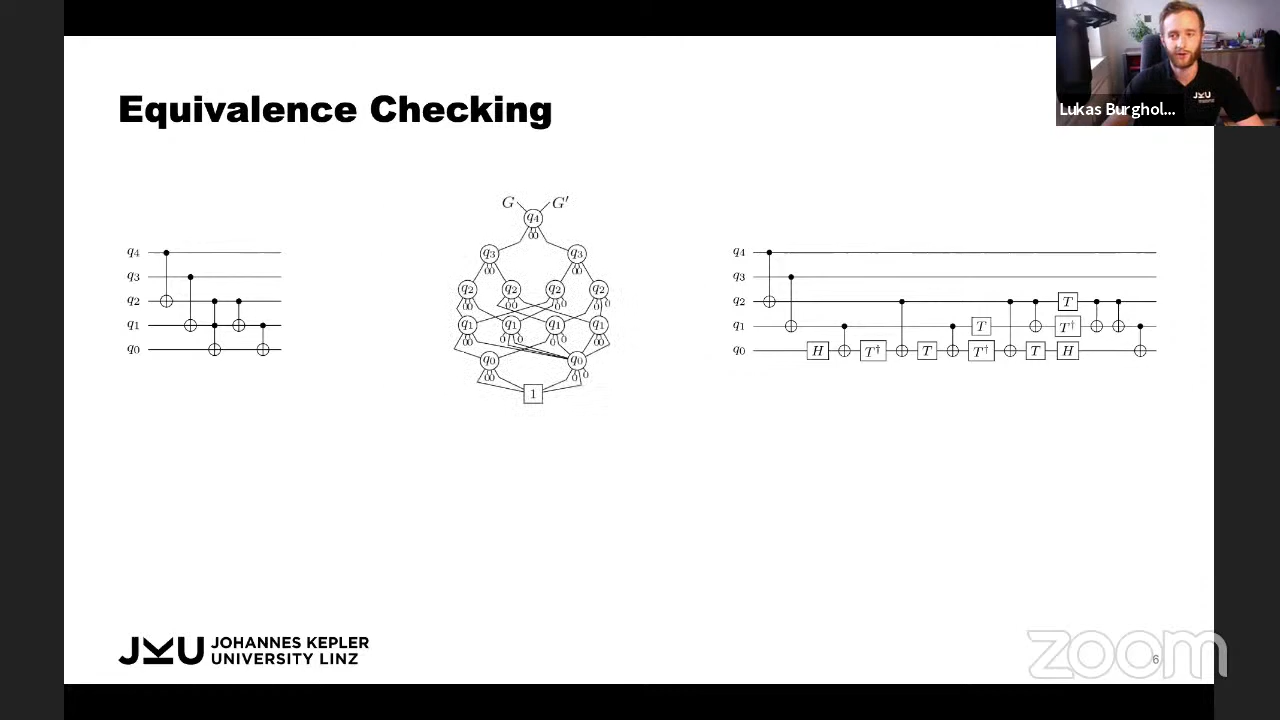 Lukas Burghol...
Equivalence Checking
G G′
q4
q3 q3
q2 q2 q2 q2
q1 q1 q1 q1
q0 q0
1
q4
q3
q2
q1
q0
q4
q3
q2 T
q1 T T†
q0 H T† T T† T H
JKU JOHANNES KEPLER
UNIVERSITY LINZ
zoom
6